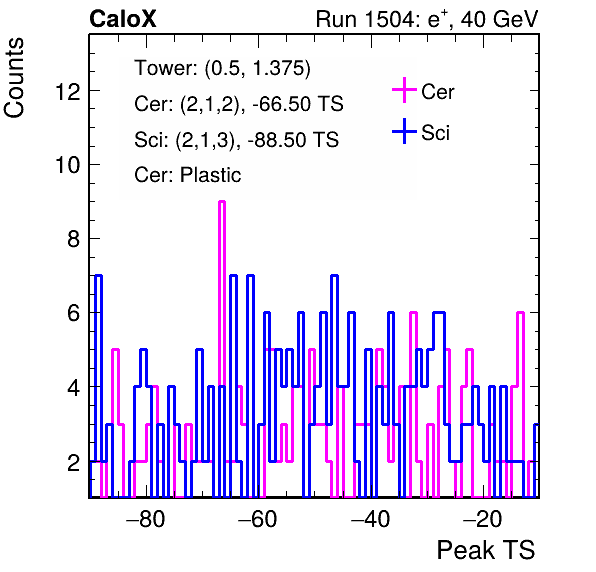 CaloX Run 1504: e⁺, 40 GeV
Counts
Tower: (0.5, 1.375)
Cer: (2,1,2), -66.50 TS
Sci: (2,1,3), -88.50 TS
Cer: Plastic
Cer
Sci
12
10
8
6
4
2
−80 −60 −40 −20
Peak TS